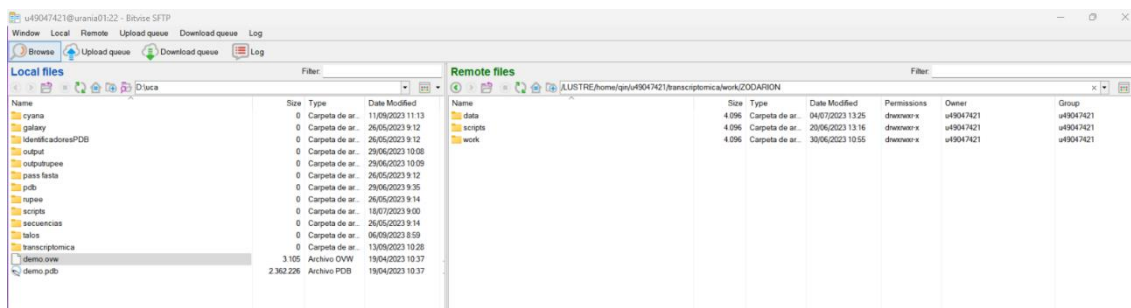 u49047421@urania01:22 - Bitvise SFTP
Window Local Remote Upload queue Download queue Log
Browse Upload queue Download queue Log
Local files Filter:
D:\uca
Name Size Type Date Modified
cyana 0 Carpeta de ar... 11/09/2023 11:13
galaxy 0 Carpeta de ar... 26/05/2023 9:12
IdentificadoresPDB 0 Carpeta de ar... 26/05/2023 9:12
output 0 Carpeta de ar... 29/06/2023 10:08
outputrupee 0 Carpeta de ar... 29/06/2023 10:09
pass fasta 0 Carpeta de ar... 26/05/2023 9:12
pdb 0 Carpeta de ar... 29/06/2023 9:35
rupee 0 Carpeta de ar... 26/05/2023 9:14
scripts 0 Carpeta de ar... 18/07/2023 9:00
secuencias 0 Carpeta de ar... 26/05/2023 9:14
talos 0 Carpeta de ar... 06/09/2023 8:59
transcriptomica 0 Carpeta de ar... 13/09/2023 10:28
demo.ovw 3.105 Archivo OVW 19/04/2023 10:37
demo.pdb 2.362.226 Archivo PDB 19/04/2023 10:37
Remote files Filter:
/LUSTRE/home/qin/u49047421/transcriptomica/work/ZODARION
Name Size Type Date Modified Permissions Owner Group
data 4.096 Carpeta de ar... 04/07/2023 13:25 drwxrwxr-x u49047421 u49047421
scripts 4.096 Carpeta de ar... 20/06/2023 13:16 drwxrwxr-x u49047421 u49047421
work 4.096 Carpeta de ar... 30/06/2023 10:55 drwxrwxr-x u49047421 u49047421